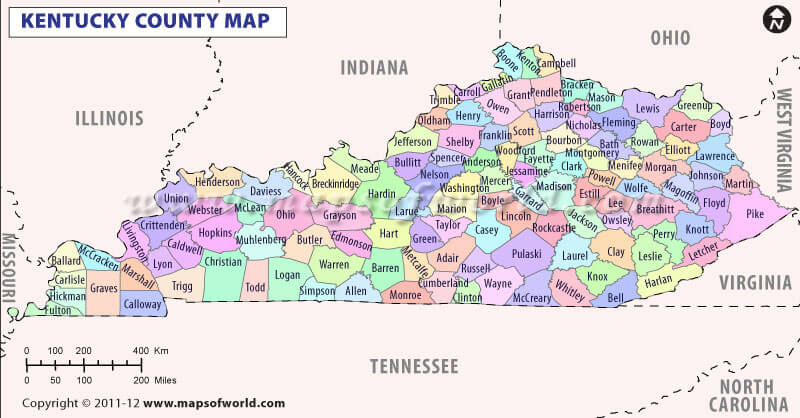 KENTUCKY COUNTY MAP
N
OHIO
INDIANA
ILLINOIS
WEST VIRGINIA
VIRGINIA
MISSOURI
TENNESSEE
NORTH
CAROLINA
Boone
Kenton
Campbell
Gallatin
Carroll
Grant
Pendleton
Bracken
Mason
Robertson
Lewis
Greenup
Trimble
Owen
Harrison
Nicholas
Fleming
Carter
Boyd
Oldham
Henry
Franklin
Scott
Bourbon
Bath
Rowan
Elliott
Lawrence
Jefferson
Shelby
Woodford
Fayette
Montgomery
Menifee
Morgan
Johnson
Martin
Meade
Bullitt
Spencer
Anderson
Jessamine
Clark
Powell
Wolfe
Magoffin
Floyd
Pike
Hancock
Breckinridge
Hardin
Nelson
Washington
Mercer
Madison
Estill
Lee
Breathitt
Knott
Henderson
Daviess
Union
Webster
McLean
Ohio
Grayson
Larue
Marion
Boyle
Garrard
Lincoln
Rockcastle
Jackson
Owsley
Perry
Letcher
Crittenden
Hopkins
Muhlenberg
Butler
Edmonson
Hart
Green
Taylor
Casey
Pulaski
Laurel
Clay
Leslie
Livingston
Caldwell
Lyon
Christian
Warren
Barren
Metcalfe
Adair
Russell
Wayne
McCreary
Whitley
Knox
Bell
Harlan
Ballard
McCracken
Marshall
Carlisle
Graves
Hickman
Fulton
Calloway
Trigg
Todd
Logan
Simpson
Allen
Monroe
Cumberland
Clinton
www.mapsofworld.com
0 100 200 300 400 Km
0 50 100 150 200 Miles
Copyright © 2011-12 www.mapsofworld.com